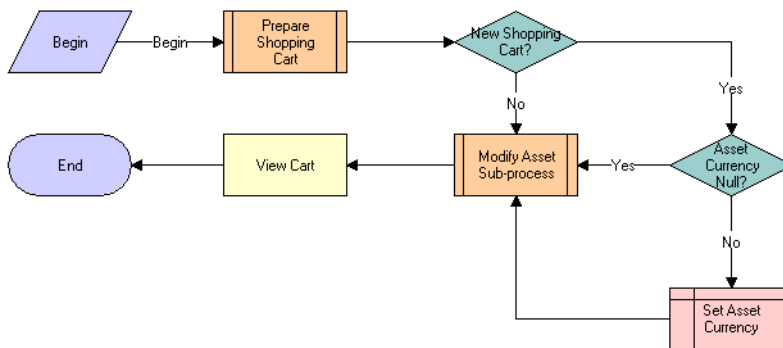 Begin
Begin
Prepare
Shopping
Cart
New Shopping
Cart?
Yes
No
End
View Cart
Modify Asset
Sub-process
Yes
Asset
Currency
Null?
No
Set Asset
Currency